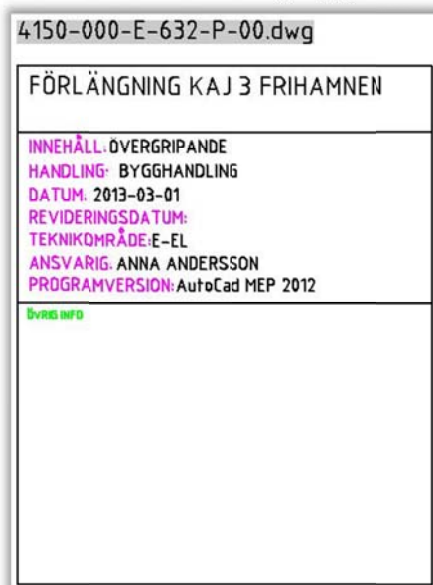 4150-000-E-632-P-00.dwg
FÖRLÄNGNING KAJ 3 FRIHAMNEN
INNEHÅLL: ÖVERGRIPANDE
HANDLING: BYGGHANDLING
DATUM: 2013-03-01
REVIDERINGSDATUM:
TEKNIKOMRÅDE:E-EL
ANSVARIG: ANNA ANDERSSON
PROGRAMVERSION:AutoCad MEP 2012
ÖVRIG INFO